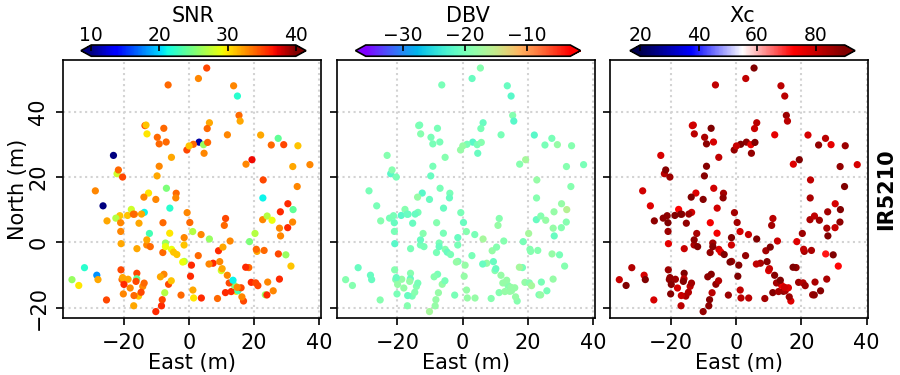 SNR DBV Xc
10 20 30 40 −30 −20 −10 20 40 60 80
North (m)
40
20
0
−20
−20 0 20 40 −20 0 20 40 −20 0 20 40
East (m) East (m) East (m)
IR5210